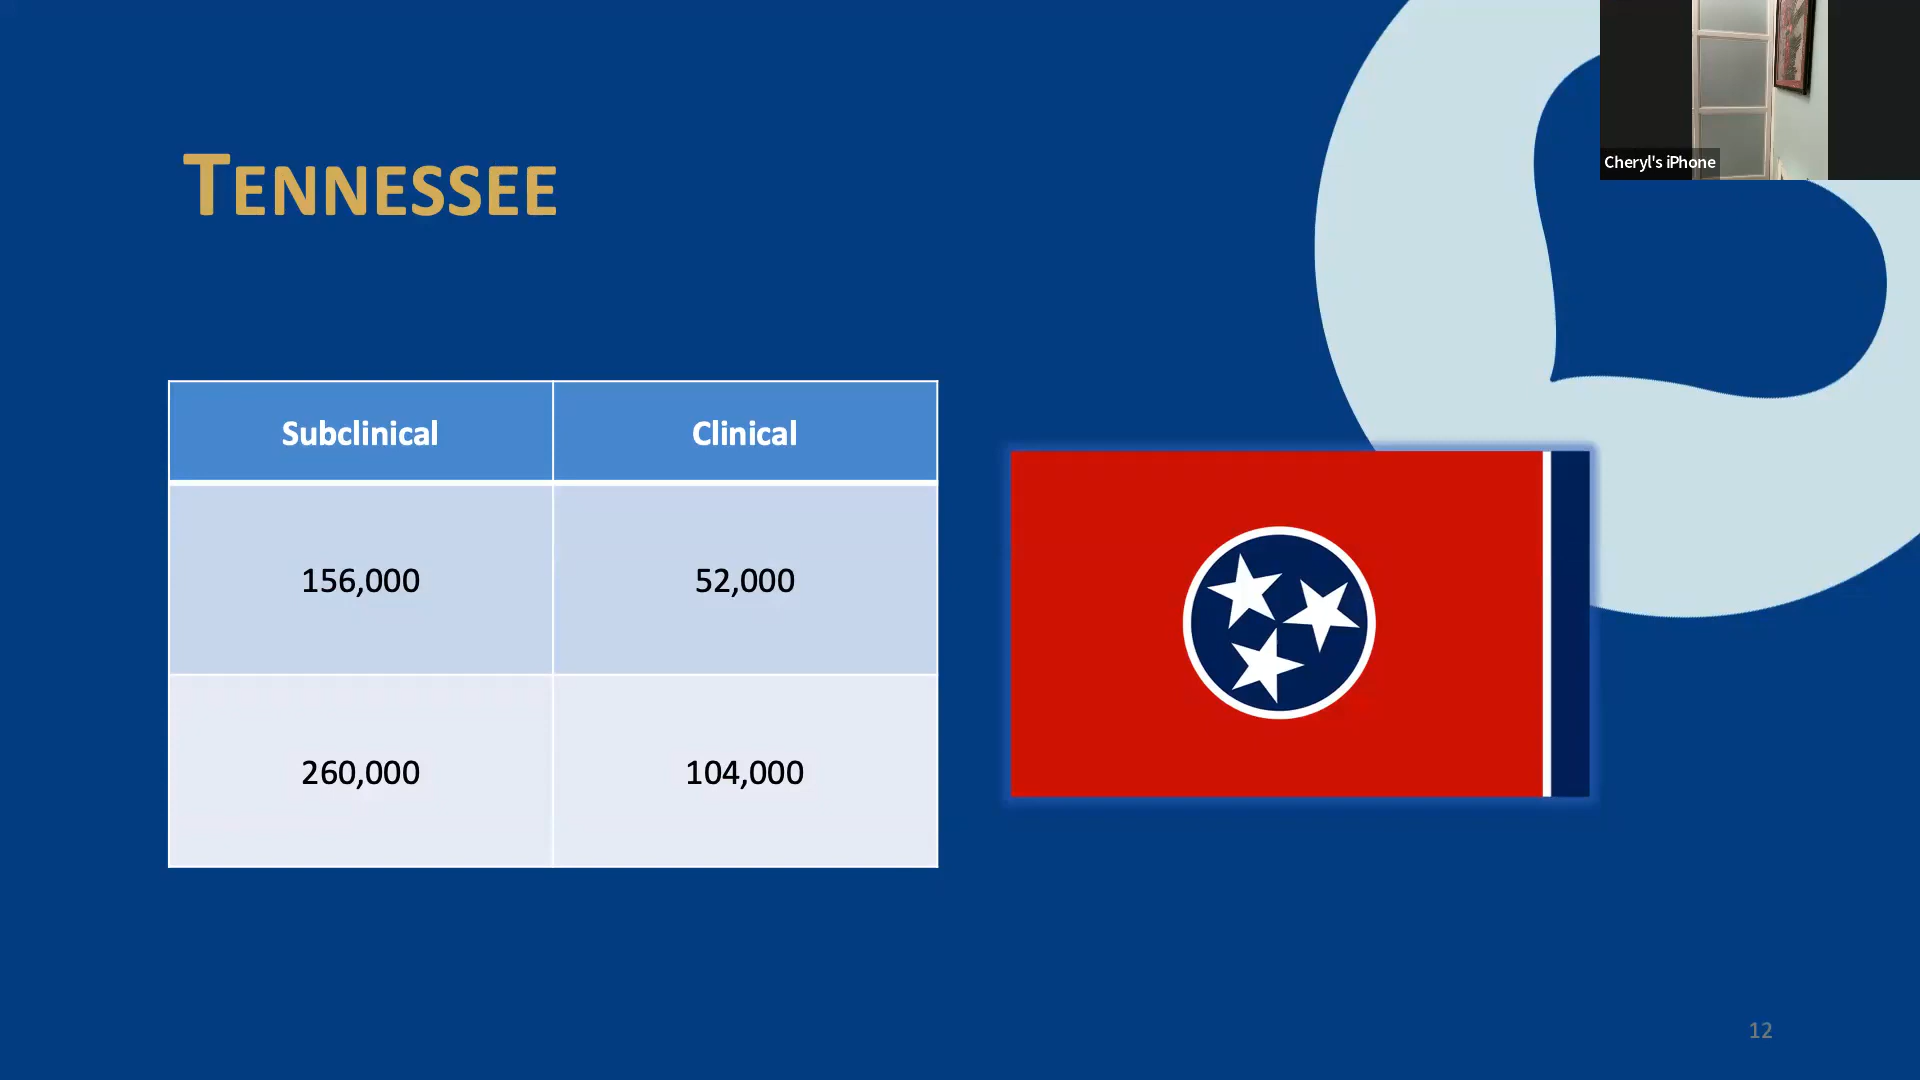 Cheryl's iPhone
TENNESSEE
Subclinical Clinical
156,000 52,000
260,000 104,000
12